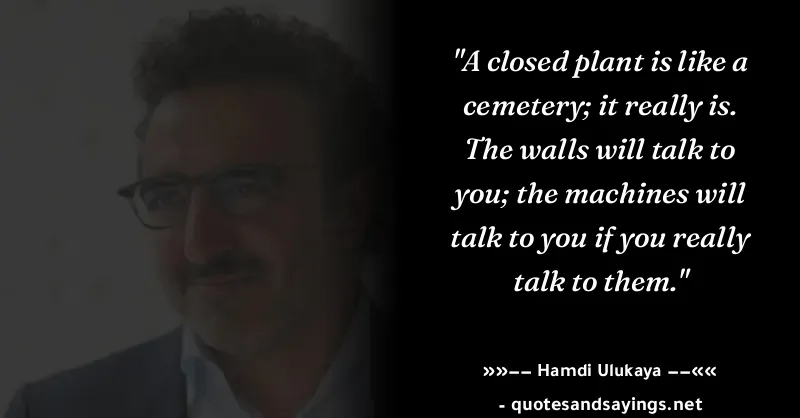 "A closed plant is like a
cemetery; it really is.
The walls will talk to
you; the machines will
talk to you if you really
talk to them."
»»−− Hamdi Ulukaya −−««
- quotesandsayings.net